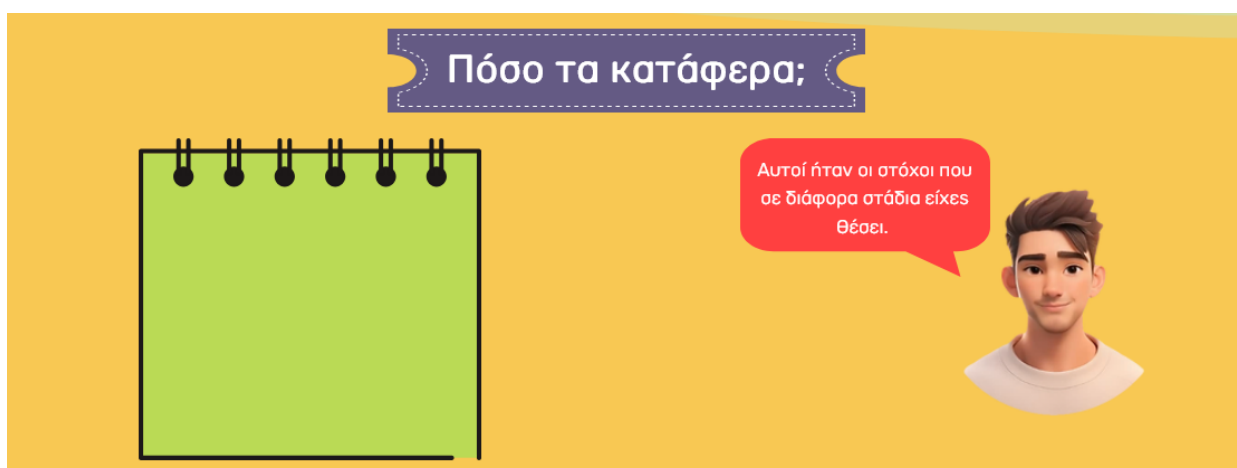 Πόσο τα κατάφερα;
Αυτοί ήταν οι στόχοι που
σε διάφορα στάδια είχες
θέσει.